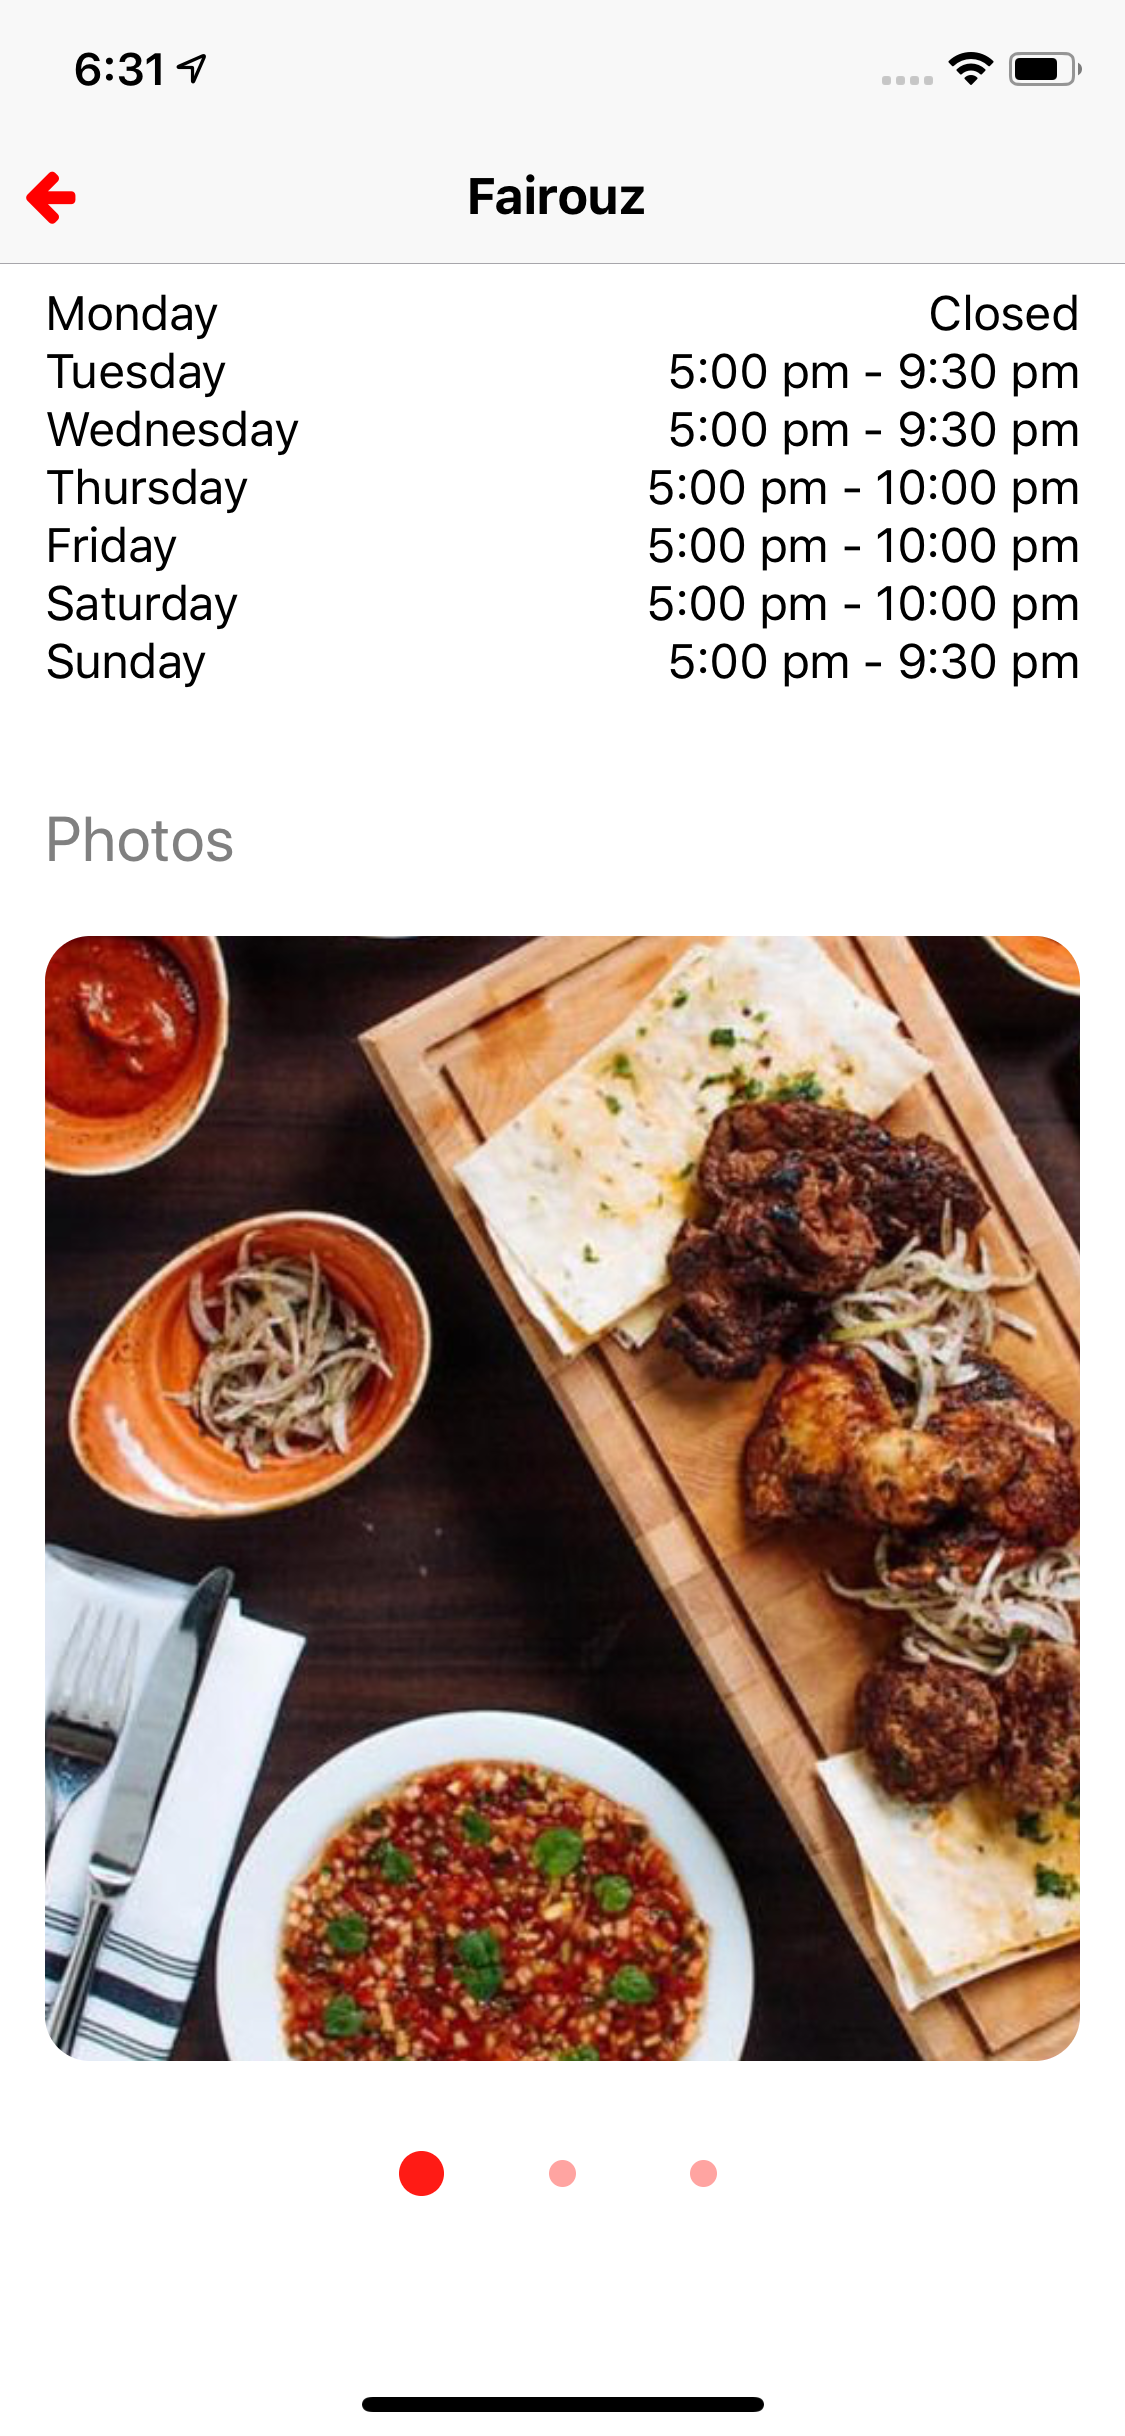 6:31
Fairouz
Monday Closed
Tuesday 5:00 pm - 9:30 pm
Wednesday 5:00 pm - 9:30 pm
Thursday 5:00 pm - 10:00 pm
Friday 5:00 pm - 10:00 pm
Saturday 5:00 pm - 10:00 pm
Sunday 5:00 pm - 9:30 pm
Photos